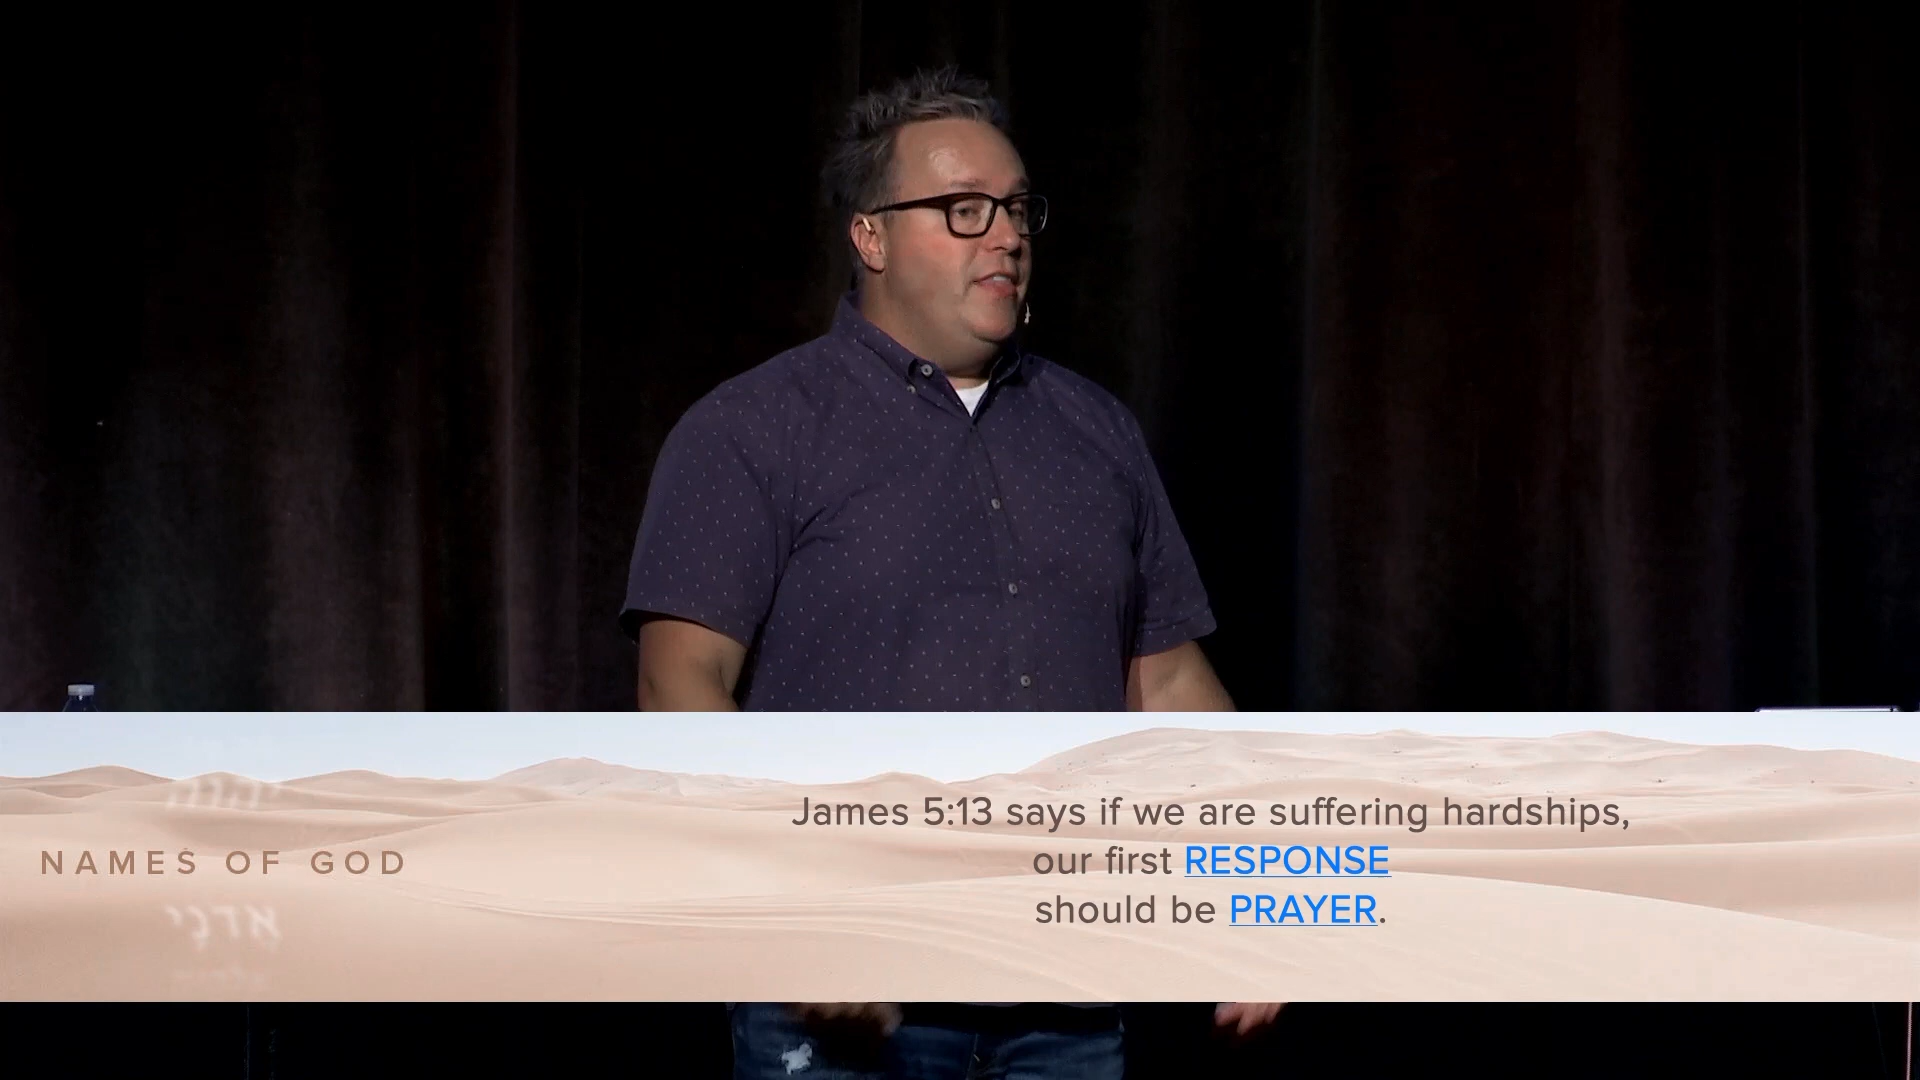 NAMES OF GOD
אדני
James 5:13 says if we are suffering hardships,
our first RESPONSE
should be PRAYER.